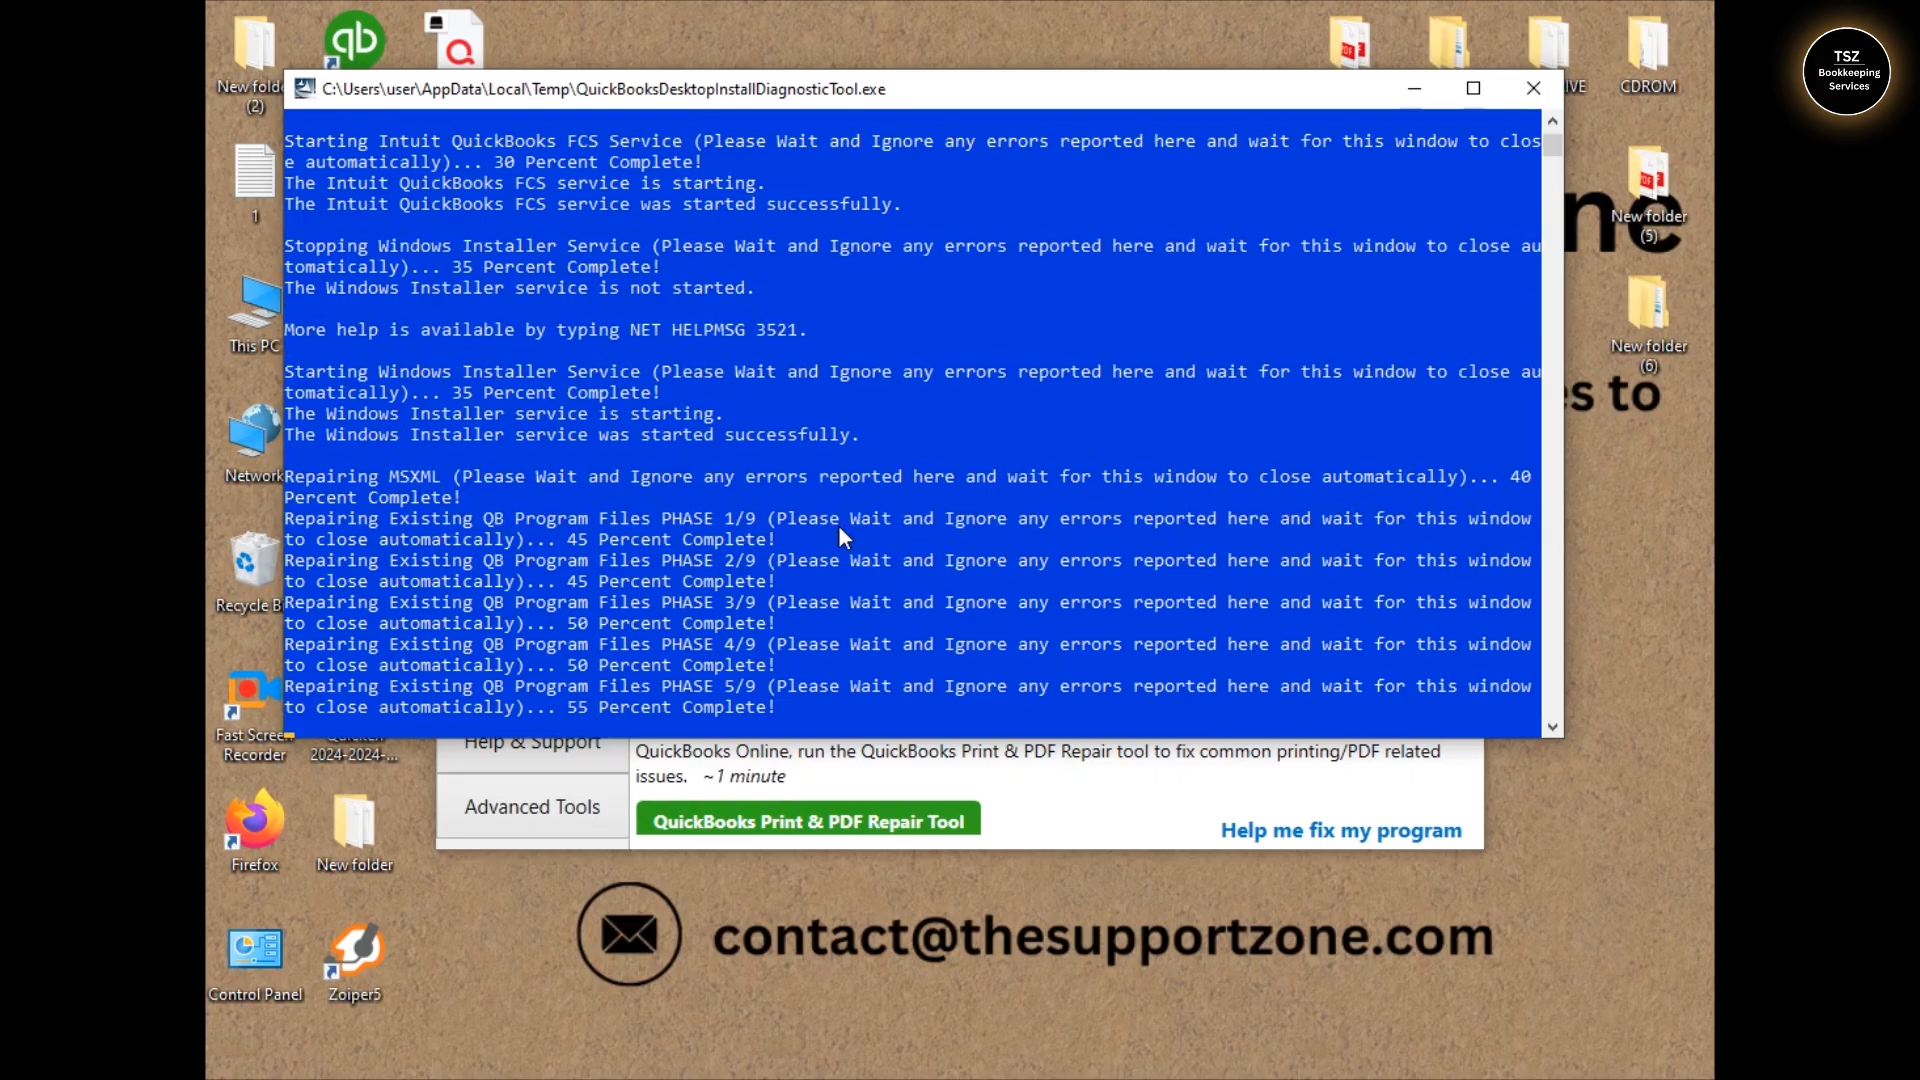 TSZ
Bookkeeping
Services
qb
C:\Users\user\AppData\Local\Temp\QuickBooksDesktopInstallDiagnosticTool.exe
Starting Intuit QuickBooks FCS Service (Please Wait and Ignore any errors reported here and wait for this window to clos
e automatically)... 30 Percent Complete!
The Intuit QuickBooks FCS service is starting.
The Intuit QuickBooks FCS service was started successfully.
Stopping Windows Installer Service (Please Wait and Ignore any errors reported here and wait for this window to close au
tomatically)... 35 Percent Complete!
The Windows Installer service is not started.
More help is available by typing NET HELPMSG 3521.
Starting Windows Installer Service (Please Wait and Ignore any errors reported here and wait for this window to close au
tomatically)... 35 Percent Complete!
The Windows Installer service is starting.
The Windows Installer service was started successfully.
Repairing MSXML (Please Wait and Ignore any errors reported here and wait for this window to close automatically)... 40
Percent Complete!
Repairing Existing QB Program Files PHASE 1/9 (Please Wait and Ignore any errors reported here and wait for this window
to close automatically)... 45 Percent Complete!
Repairing Existing QB Program Files PHASE 2/9 (Please Wait and Ignore any errors reported here and wait for this window
to close automatically)... 45 Percent Complete!
Repairing Existing QB Program Files PHASE 3/9 (Please Wait and Ignore any errors reported here and wait for this window
to close automatically)... 50 Percent Complete!
Repairing Existing QB Program Files PHASE 4/9 (Please Wait and Ignore any errors reported here and wait for this window
to close automatically)... 50 Percent Complete!
Repairing Existing QB Program Files PHASE 5/9 (Please Wait and Ignore any errors reported here and wait for this window
to close automatically)... 55 Percent Complete!
Help & Support
Advanced Tools
QuickBooks Online, run the QuickBooks Print & PDF Repair tool to fix common printing/PDF related
issues. ~1 minute
QuickBooks Print & PDF Repair Tool
Help me fix my program
contact@thesupportzone.com
New fold
(2)
1
This PC
Network
Recycle B
Fast Scree
Recorder
2024-2024-...
Firefox
New folder
Control Panel
Zoiper5
IVE
CDROM
PDF
New folder
(5)
New folder
(6)
ne
es to